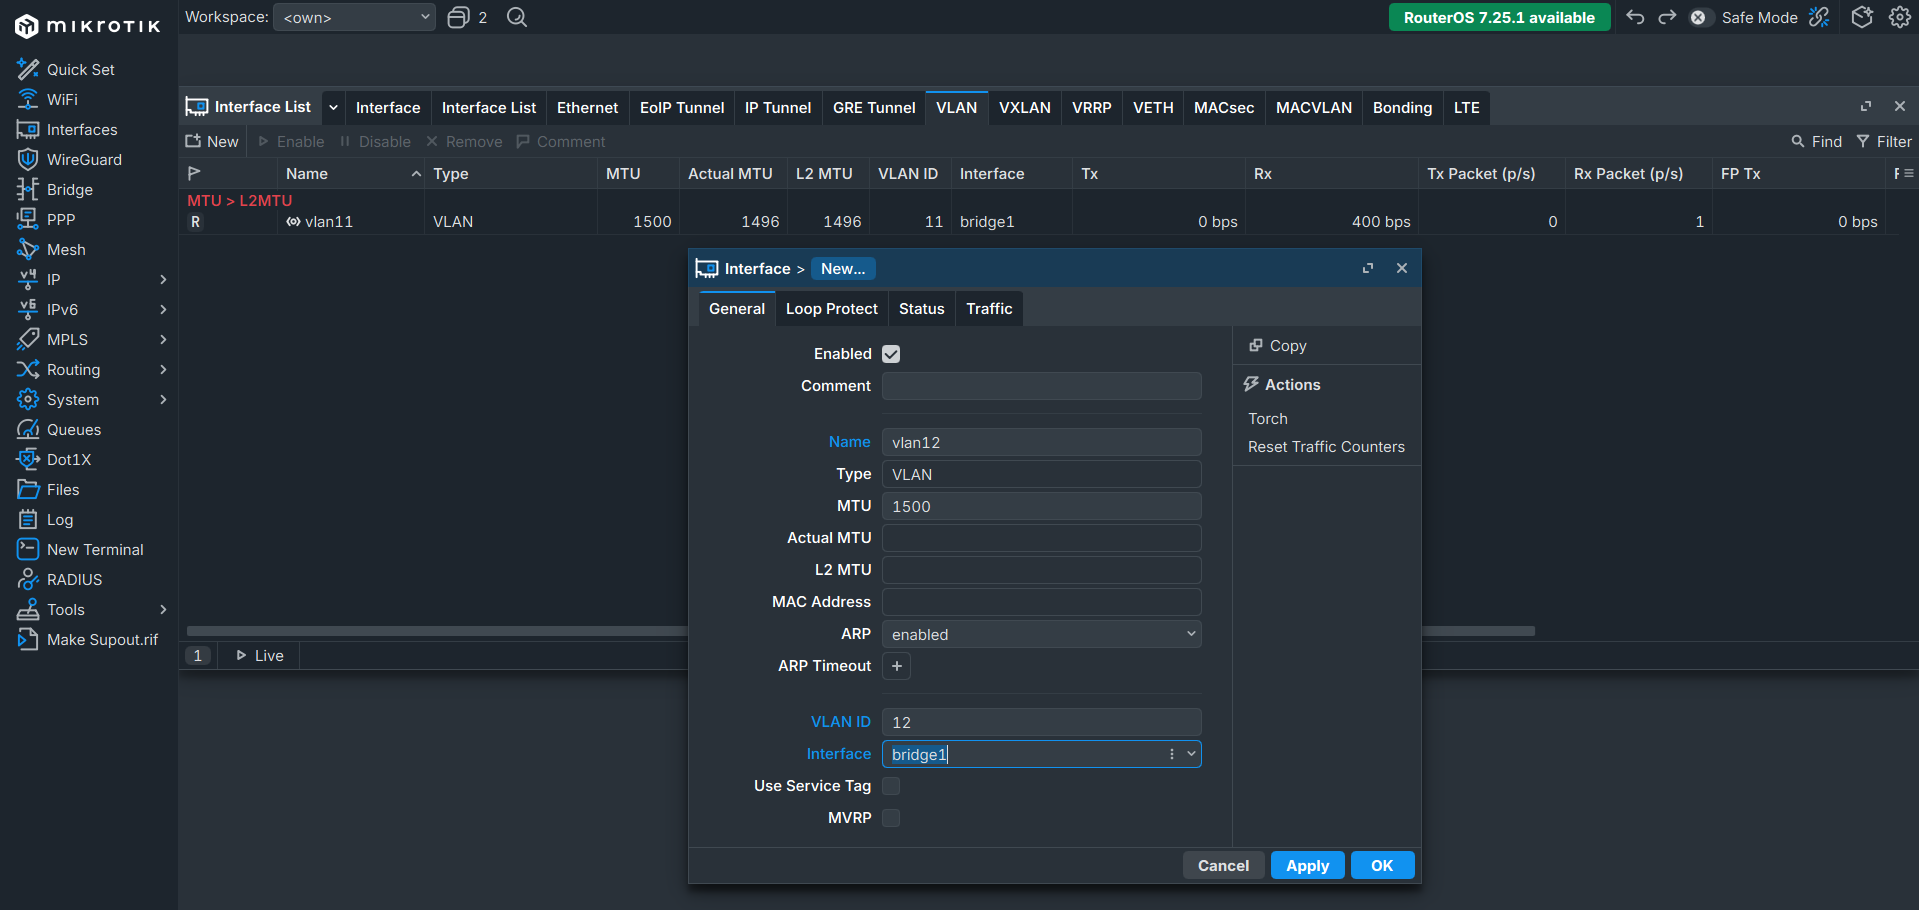 mikrotik
Workspace: <own> 2
RouterOS 7.25.1 available
Safe Mode
Quick Set
WiFi
Interfaces
WireGuard
Bridge
PPP
Mesh
IP
IPv6
MPLS
Routing
System
Queues
Dot1X
Files
Log
New Terminal
RADIUS
Tools
Make Supout.rif
Interface List Interface Interface List Ethernet EoIP Tunnel IP Tunnel GRE Tunnel VLAN VXLAN VRRP VETH MACsec MACVLAN Bonding LTE
New Enable Disable Remove Comment Find Filter
Name Type MTU Actual MTU L2 MTU VLAN ID Interface Tx Rx Tx Packet (p/s) Rx Packet (p/s) FP Tx
MTU > L2MTU
R vlan11 VLAN 1500 1496 1496 11 bridge1 0 bps 400 bps 0 1 0 bps
1 Live
Interface > New...
General Loop Protect Status Traffic
Enabled
Comment
Name vlan12
Type VLAN
MTU 1500
Actual MTU
L2 MTU
MAC Address
ARP enabled
ARP Timeout +
VLAN ID 12
Interface bridge1
Use Service Tag
MVRP
Copy
Actions
Torch
Reset Traffic Counters
Cancel Apply OK